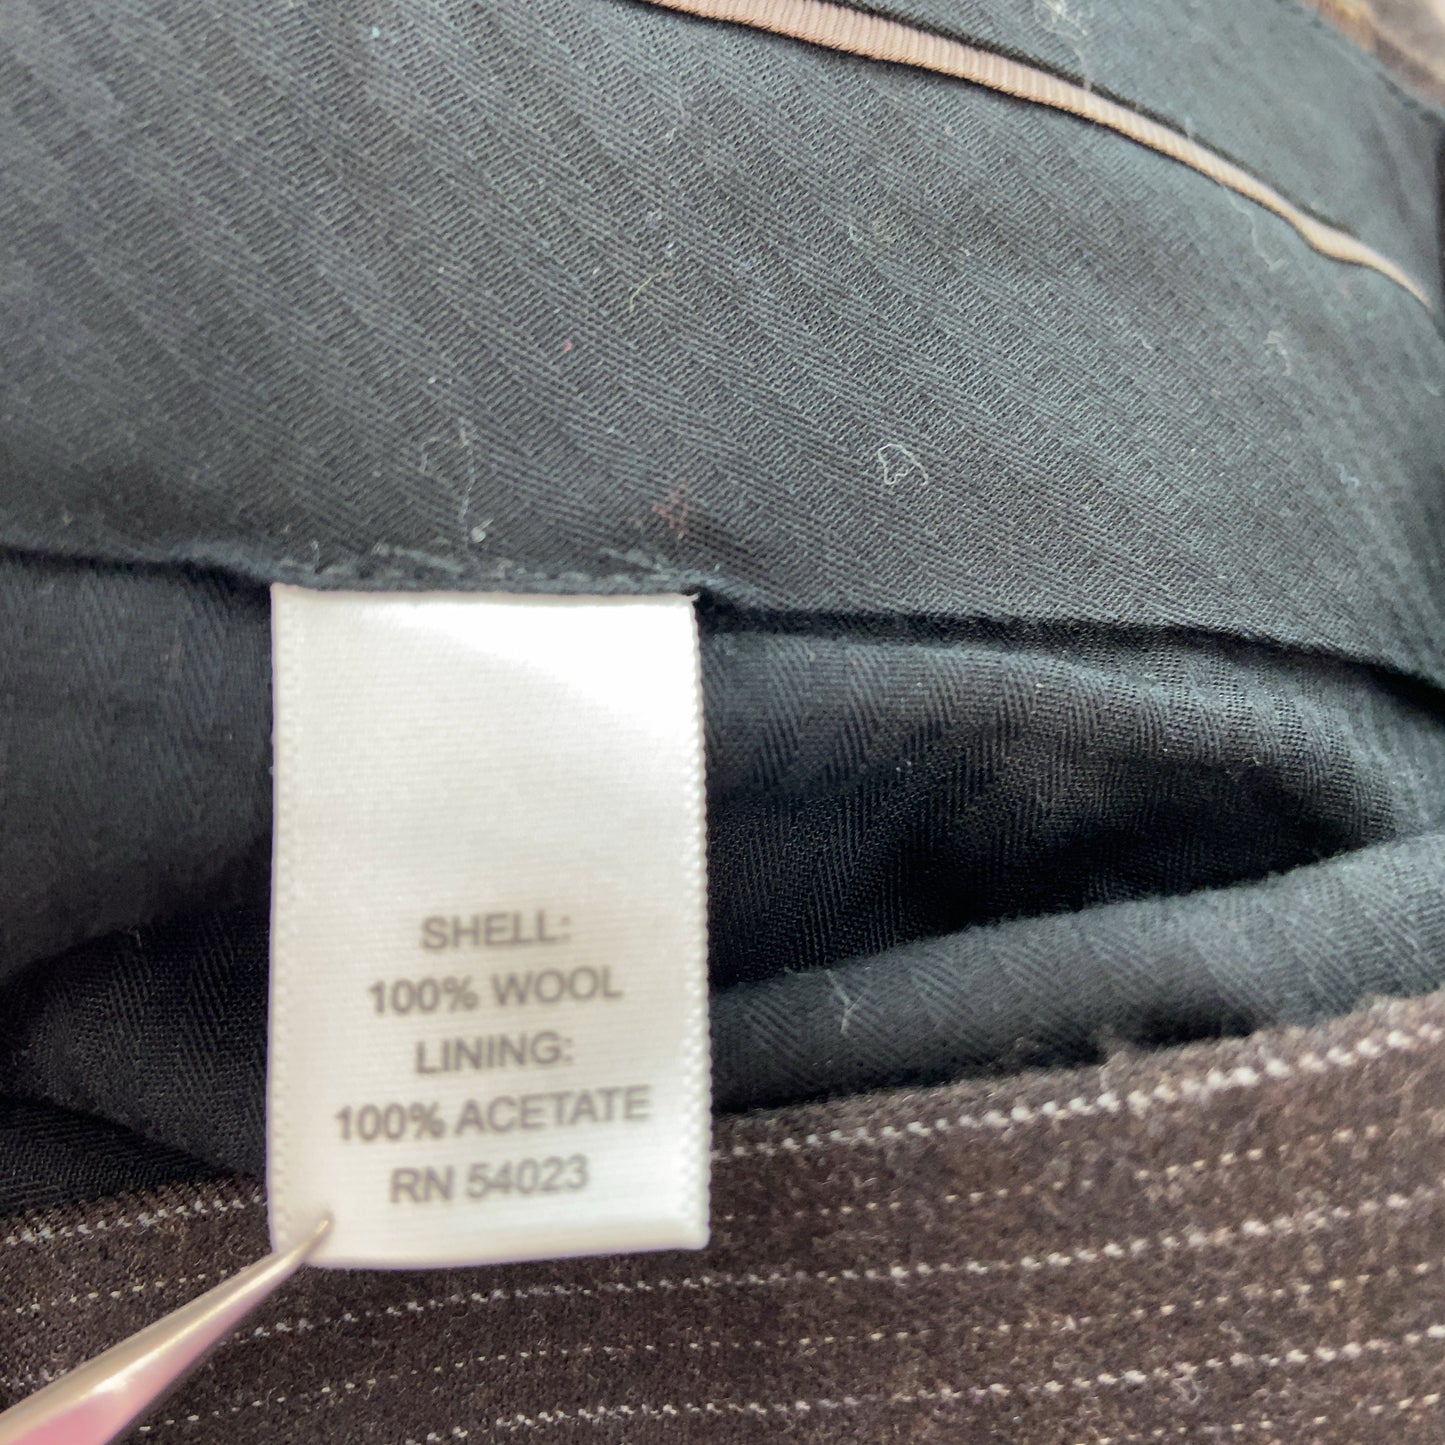 SHELL:
100% WOOL
LINING:
100% ACETATE
RN 54023